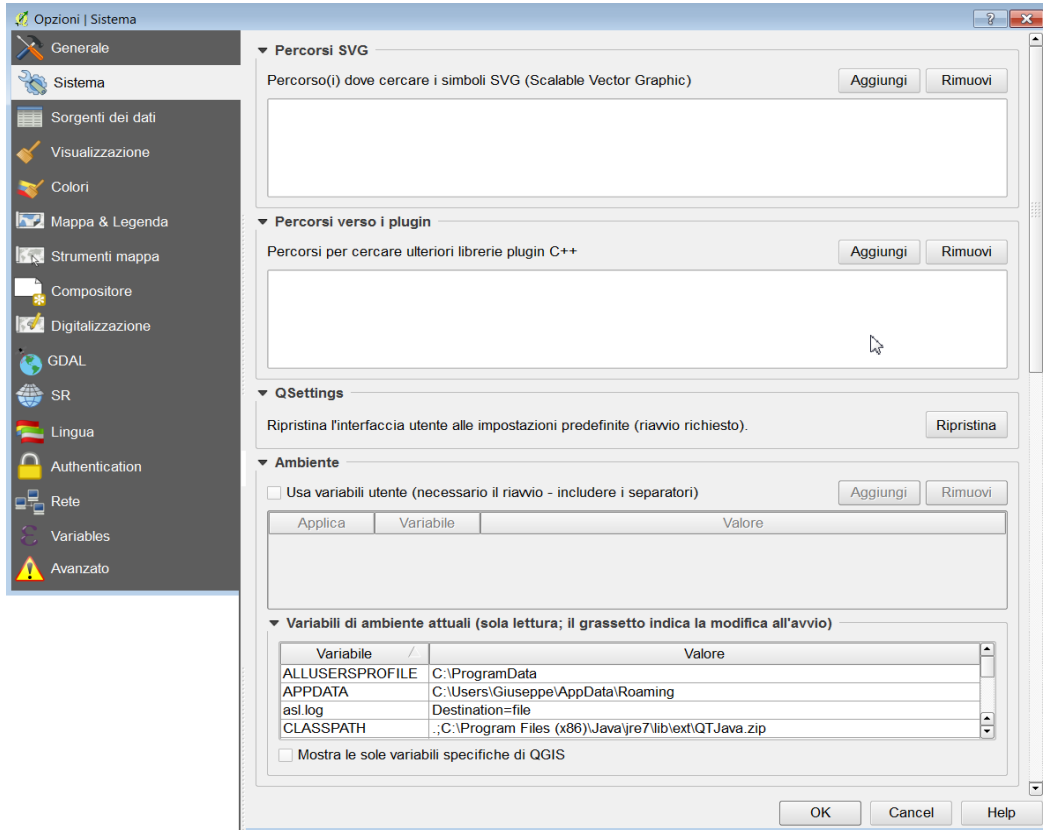 Opzioni | Sistema
Generale
Sistema
Sorgenti dei dati
Visualizzazione
Colori
Mappa & Legenda
Strumenti mappa
Compositore
Digitalizzazione
GDAL
SR
Lingua
Authentication
Rete
Variables
Avanzato
Percorsi SVG
Percorso(i) dove cercare i simboli SVG (Scalable Vector Graphic) Aggiungi Rimuovi
Percorsi verso i plugin
Percorsi per cercare ulteriori librerie plugin C++ Aggiungi Rimuovi
QSettings
Ripristina l'interfaccia utente alle impostazioni predefinite (riavvio richiesto). Ripristina
Ambiente
Usa variabili utente (necessario il riavvio - includere i separatori) Aggiungi Rimuovi
Applica Variabile Valore
Variabili di ambiente attuali (sola lettura; il grassetto indica la modifica all'avvio)
Variabile Valore
ALLUSERSPROFILE C:\ProgramData
APPDATA C:\Users\Giuseppe\AppData\Roaming
asl.log Destination=file
CLASSPATH .;C:\Program Files (x86)\Java\jre7\lib\ext\QTJava.zip
Mostra le sole variabili specifiche di QGIS
OK Cancel Help